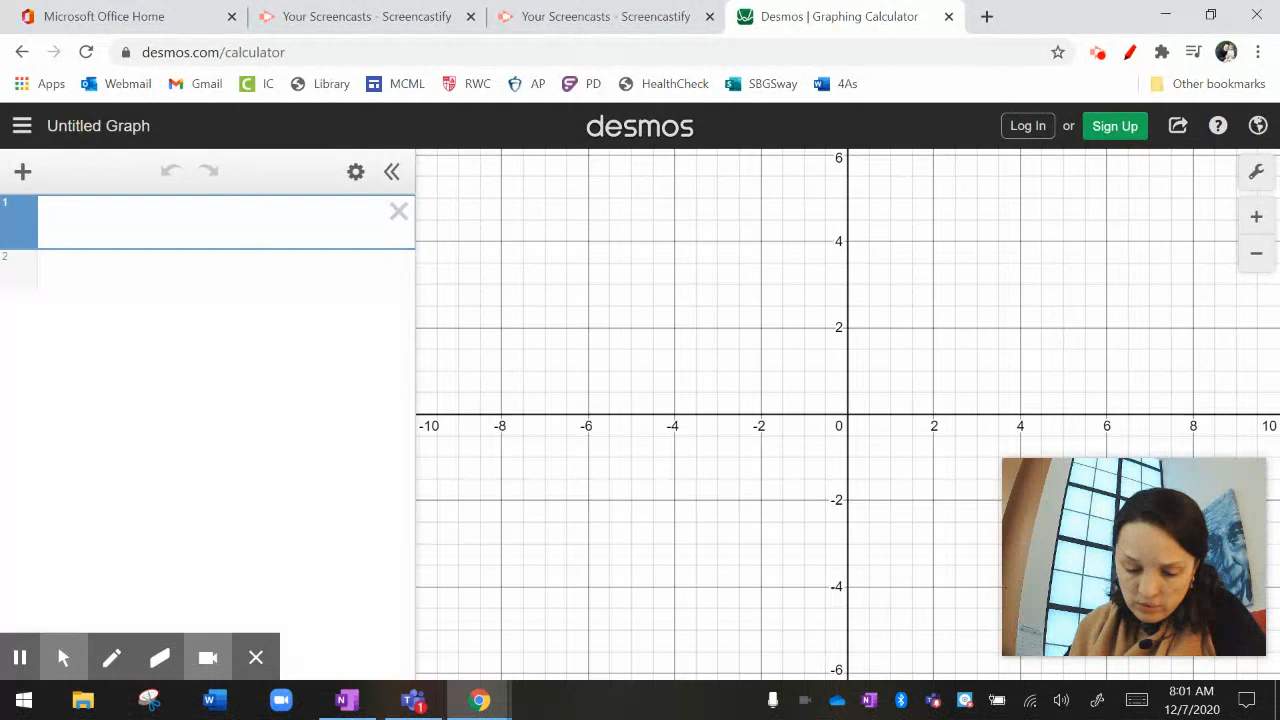 Microsoft Office Home
Your Screencasts - Screencastify
Your Screencasts - Screencastify
Desmos | Graphing Calculator
desmos.com/calculator
Apps Webmail Gmail IC Library MCML RWC AP PD HealthCheck SBGSway 4As Other bookmarks
Untitled Graph desmos Log In or Sign Up
1
2
6
4
2
-10 -8 -6 -4 -2 0 2 4 6 8 10
-2
-4
-6
8:01 AM
12/7/2020